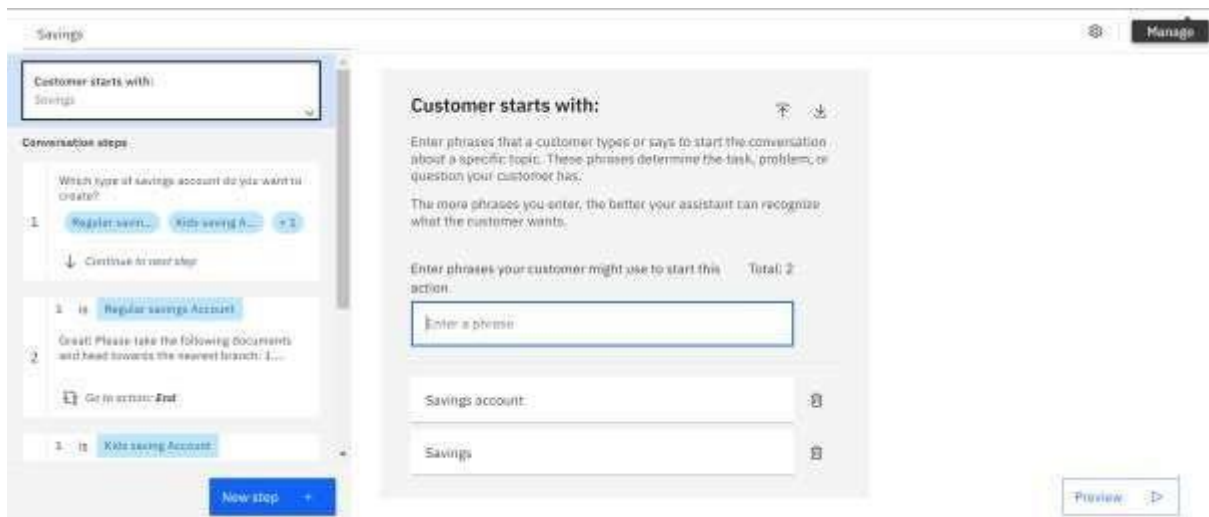 Savings
Manage
Customer starts with:
Savings
Conversation steps
Which type of savings account do you want to
create?
1
Regular savin... Kids saving A... + 1
Continue to next step
1 is Regular savings Account
2
Great! Please take the following documents
and head towards the nearest branch: 1....
Go to action: End
1 is Kids saving Account
New step +
Customer starts with:
Enter phrases that a customer types or says to start the conversation
about a specific topic. These phrases determine the task, problem, or
question your customer has.
The more phrases you enter, the better your assistant can recognize
what the customer wants.
Enter phrases your customer might use to start this Total: 2
action
Enter a phrase
Savings account
Savings
Preview